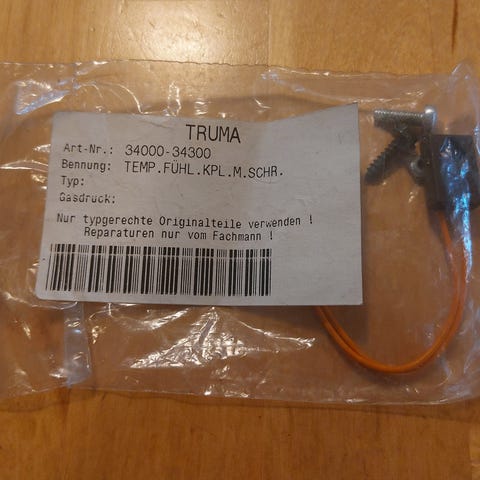 TRUMA
Art-Nr.: 34000-34300
Bennung: TEMP.FÜHL.KPL.M.SCHR.
Typ:
Gasdruck:
Nur typgerechte Originalteile verwenden !
Reparaturen nur vom Fachmann !